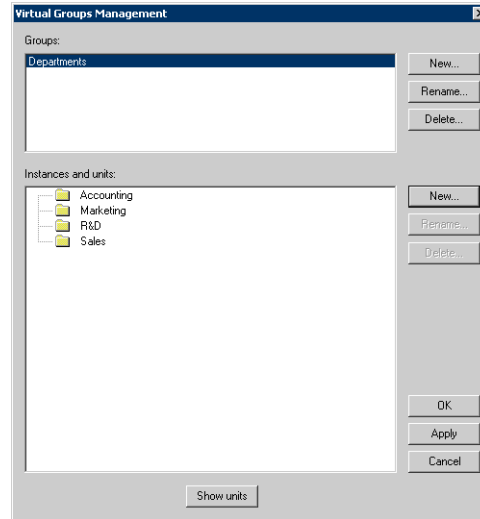 Virtual Groups Management
Groups:
Departments
New...
Rename...
Delete...
Instances and units:
Accounting
Marketing
R&D
Sales
New...
Rename...
Delete...
OK
Apply
Cancel
Show units